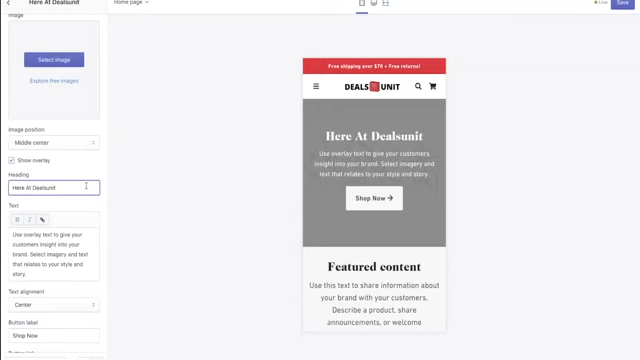 Here At Dealsunit
Home page
Live
Save
Image
Select image
Explore free images
Image position
Middle center
Show overlay
Heading
Here At Dealsunit
Text
B I
Use overlay text to give your
customers insight into your
brand. Select imagery and text
that relates to your style and
story.
Text alignment
Center
Button label
Shop Now
Free shipping over $70 + Free returns!
DEALS UNIT
Here At Dealsunit
Use overlay text to give your customers
insight into your brand. Select imagery and
text that relates to your style and story.
Shop Now
Featured content
Use this text to share information about
your brand with your customers.
Describe a product, share
announcements, or welcome